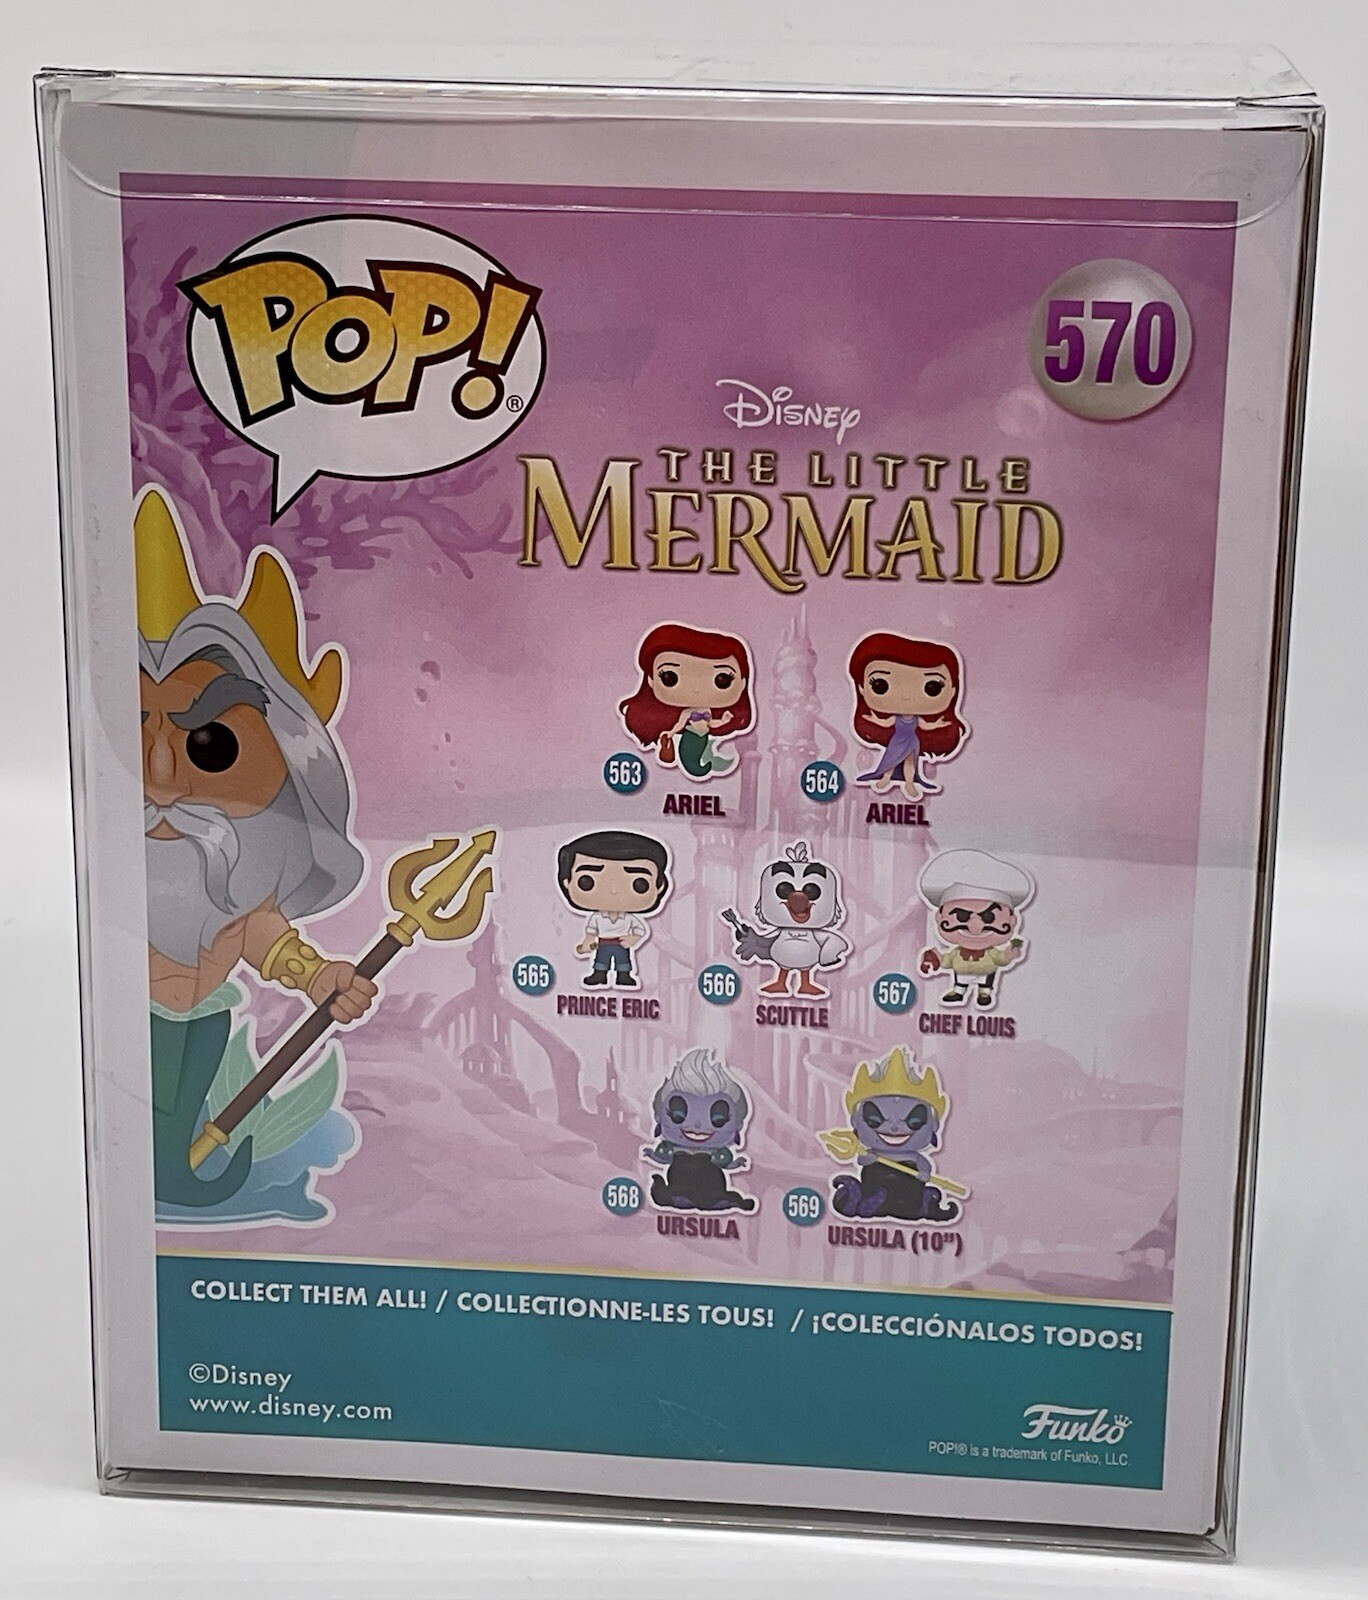 POP!®
570
Disney
THE LITTLE
MERMAID
563
ARIEL
564
ARIEL
565
PRINCE ERIC
566
SCUTTLE
567
CHEF LOUIS
568
URSULA
569
URSULA (10")
COLLECT THEM ALL! / COLLECTIONNE-LES TOUS! / ¡COLECCIÓNALOS TODOS!
©Disney
www.disney.com
Funko
POP!® is a trademark of Funko, LLC.